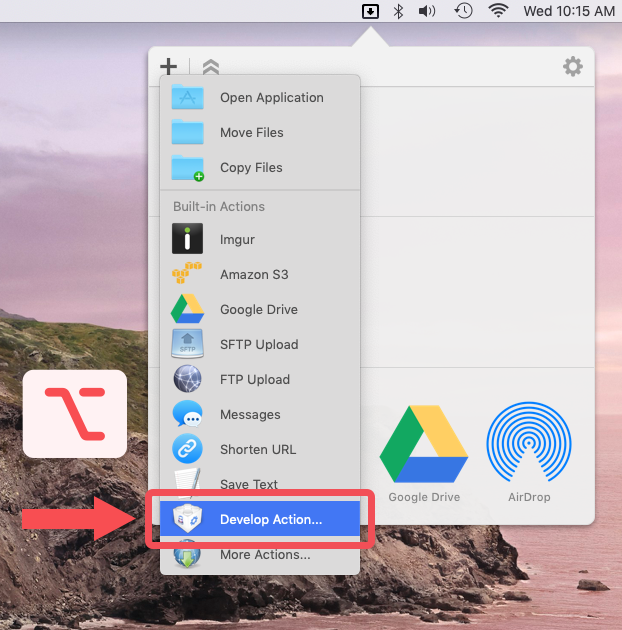 Wed 10:15 AM
Open Application
Move Files
Copy Files
Built-in Actions
Imgur
Amazon S3
Google Drive
SFTP
SFTP Upload
FTP Upload
Messages
Shorten URL
Save Text
Develop Action...
More Actions...
Google Drive
AirDrop